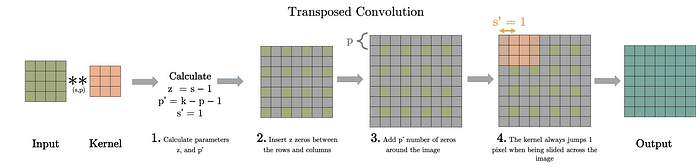 Transposed Convolution
s' = 1
p
**
(s,p)
Calculate
z = s − 1
p' = k − p − 1
s' = 1
Input
Kernel
1. Calculate parameters
z, and p'
2. Insert z zeros between
the rows and columns
3. Add p' number of zeros
around the image
4. The kernel always jumps 1
pixel when being slided across the
image
Output